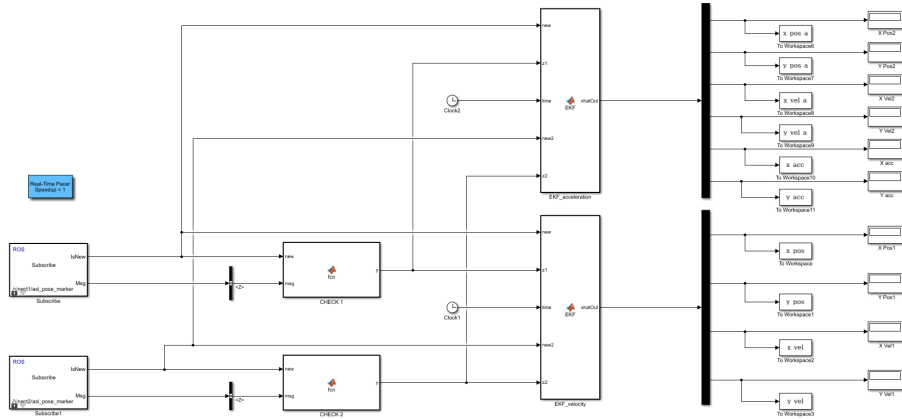 new
z1
time
new2
z2
EKF
xhatOut
EKF_acceleration
Clock2
x pos a
To Workspace6
X Pos2
y pos a
To Workspace7
Y Pos2
x vel a
To Workspace8
X Vel2
y vel a
To Workspace9
Y Vel2
x acc
To Workspace10
X acc
y acc
To Workspace11
Y acc
Real-Time Pacer
Speedup = 1
ROS
Subscribe
IsNew
Msg
/kinect1/asl_pose_marker
Subscribe
<Z>
new
msg
fcn
y
CHECK 1
new
z1
time
new2
z2
EKF
xhatOut
EKF_velocity
Clock1
x pos
To Workspace
X Pos1
y pos
To Workspace1
Y Pos1
x vel
To Workspace2
X Vel1
y vel
To Workspace3
Y Vel1
ROS
Subscribe
IsNew
Msg
/kinect2/asl_pose_marker
Subscribe1
<Z>
new
msg
fcn
y
CHECK 2